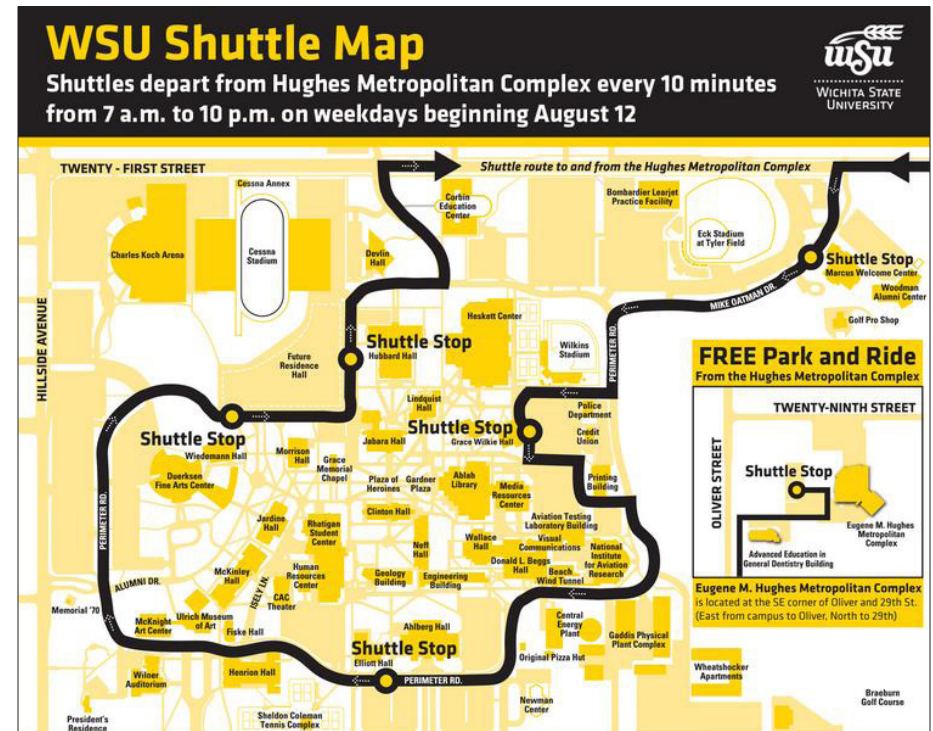 WSU Shuttle Map
Shuttles depart from Hughes Metropolitan Complex every 10 minutes
from 7 a.m. to 10 p.m. on weekdays beginning August 12
wsu
WICHITA STATE
UNIVERSITY
TWENTY - FIRST STREET
Shuttle route to and from the Hughes Metropolitan Complex
Cessna Annex
Corbin
Education
Center
Bombardier Learjet
Practice Facility
Charles Koch Arena
Cessna
Stadium
Devlin
Hall
Eck Stadium
at Tyler Field
Shuttle Stop
Marcus Welcome Center
Woodman
Alumni Center
MIKE OATMAN DR.
Golf Pro Shop
HILLSIDE AVENUE
Heskett Center
PERIMETER RD.
Shuttle Stop
Hubbard Hall
Wilkins
Stadium
Future
Residence
Hall
FREE Park and Ride
From the Hughes Metropolitan Complex
Lindquist
Hall
Police
Department
TWENTY-NINTH STREET
Shuttle Stop
Wiedemann Hall
Shuttle Stop
Grace Wilkie Hall
Credit
Union
Jabara Hall
Morrison
Hall
Grace
Memorial
Chapel
OLIVER STREET
Shuttle Stop
Duerksen
Fine Arts Center
Plaza of
Heroines
Gardner
Plaza
Ablah
Library
Media
Resources
Center
Printing
Building
PERIMETER RD.
Clinton Hall
Jardine
Hall
Rhatigan
Student
Center
Aviation Testing
Laboratory Building
Eugene M. Hughes
Metropolitan
Complex
Neff
Hall
Wallace
Hall
Visual
Communications
National
Institute
for Aviation
Research
Advanced Education in
General Dentistry Building
Donald L. Beggs
Hall
Beach
Wind Tunnel
McKinley
Hall
Human
Resources
Center
Geology
Building
Engineering
Building
ALUMNI DR.
ISELY LN.
CAC
Theater
Eugene M. Hughes Metropolitan Complex
is located at the SE corner of Oliver and 29th St.
(East from campus to Oliver, North to 29th)
Memorial '70
McKnight
Art Center
Ulrich Museum
of Art
Fiske Hall
Ahlberg Hall
Central
Energy
Plant
Gaddis Physical
Plant Complex
Shuttle Stop
Elliott Hall
Original Pizza Hut
PERIMETER RD.
Wilner
Auditorium
Henrion Hall
Wheatshocker
Apartments
Newman
Center
Braeburn
Golf Course
President's
Residence
Sheldon Coleman
Tennis Complex